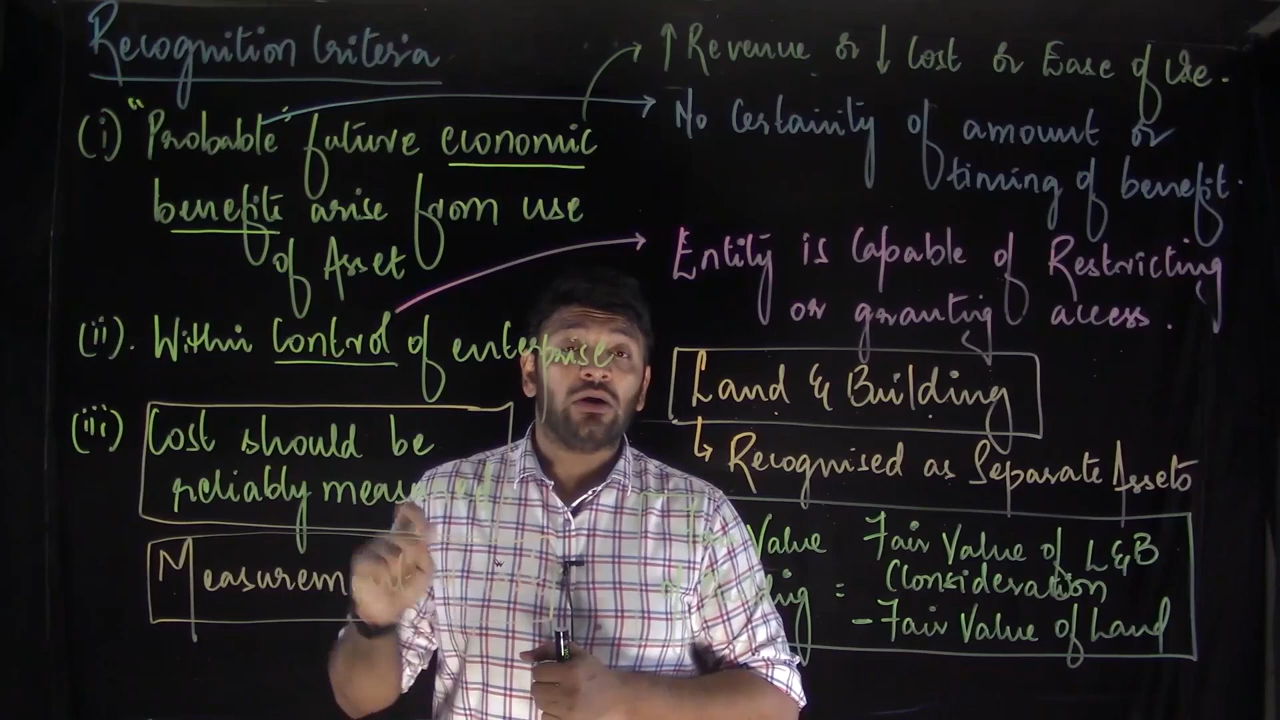 Recognition Criteria
(i) "Probable" future economic
benefits arise from use
of Asset
(ii). Within Control of enterprise
(iii) Cost should be
reliably measured
Measurement
↑ Revenue or ↓ Cost or Ease of Use.
No Certainity of amount or
timing of benefit.
Entity is Capable of Restricting
or granting access.
Land & Building
↳ Recognised as Separate Assets
Value
= Fair Value of L&B
Consideration
- Fair Value of Land